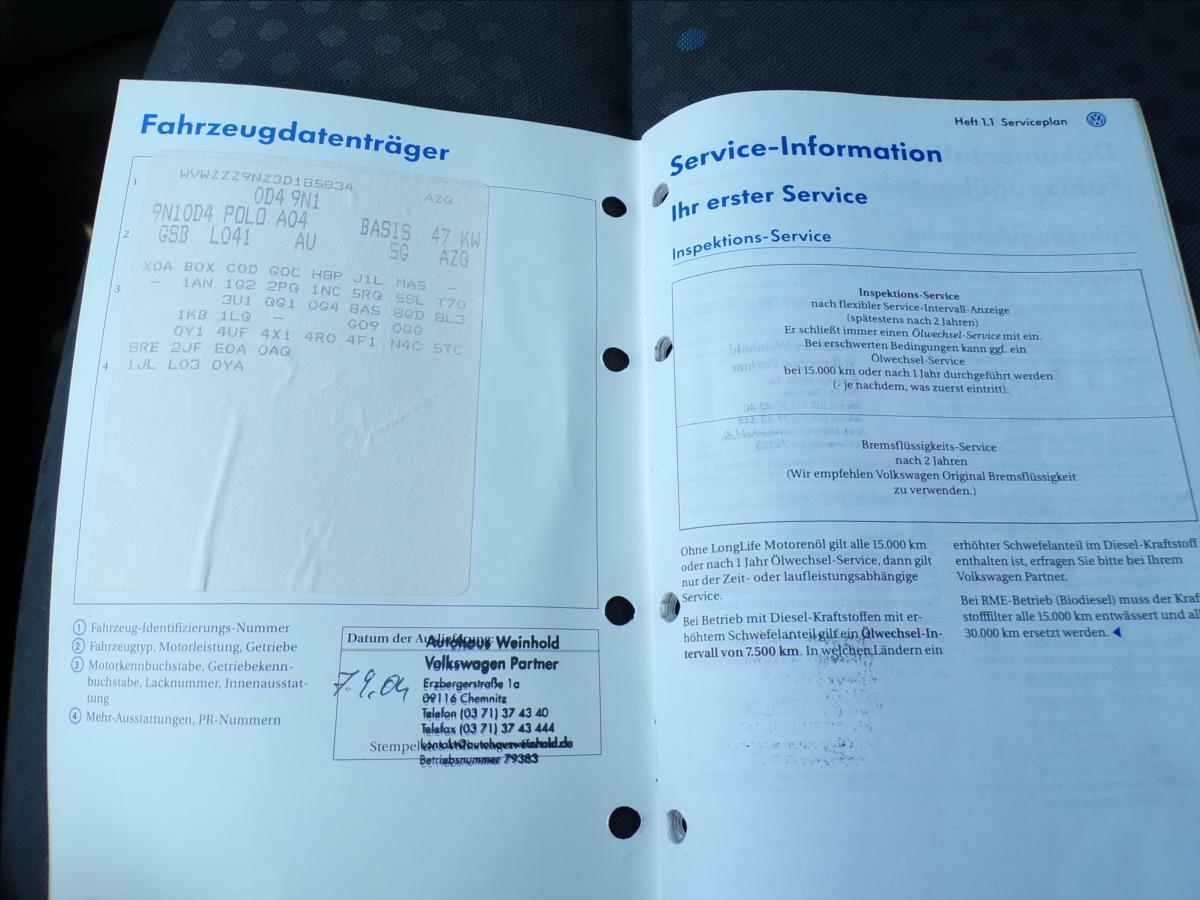 Fahrzeugdatenträger
1
WVWZZZ9NZ3D185834
AZG
0D4 9N1
9N10D4 POLO A04 BASIS 47 KW
2
GSB L041 AU 5G AZQ
X0A B0X C0D G0C H8P J1L MAS -
3
- 1AN 1G2 2PQ 1NC 5RQ 5SL T70
3U1 QG1 0G4 8AS 8GD 8L3
1KB 1LQ - G09 0GG
0Y1 4UF 4X1 4R0 4F1 N4C 5TC
8RE 2JF E0A 0AQ
4
1JL L03 0YA
1 Fahrzeug-Identifizierungs-Nummer
2 Fahrzeugtyp, Motorleistung, Getriebe
3 Motorkennbuchstabe, Getriebekenn-
buchstabe, Lacknummer, Innenausstat-
tung
4 Mehr-Ausstattungen, PR-Nummern
Datum der Auslieferung:
Autohaus Weinhold
Volkswagen Partner
7.9.04
Erzbergerstraße 1a
09116 Chemnitz
Telefon (03 71) 37 43 40
Telefax (03 71) 37 43 444
kontakt@autohausweinhold.de
Betriebsnummer 79383
Heft 1.1 Serviceplan
Service-Information
Ihr erster Service
Inspektions-Service
Inspektions-Service
nach flexibler Service-Intervall-Anzeige
(spätestens nach 2 Jahren)
Er schließt immer einen Ölwechsel-Service mit ein.
Bei erschwerten Bedingungen kann ggf. ein
Ölwechsel-Service
bei 15.000 km oder nach 1 Jahr durchgeführt werden
(- je nachdem, was zuerst eintritt).
Bremsflüssigkeits-Service
nach 2 Jahren
(Wir empfehlen Volkswagen Original Bremsflüssigkeit
zu verwenden.)
Ohne LongLife Motorenöl gilt alle 15.000 km
oder nach 1 Jahr Ölwechsel-Service, dann gilt
nur der Zeit- oder laufleistungsabhängige
Service.
Bei Betrieb mit Diesel-Kraftstoffen mit er-
höhtem Schwefelanteil gilt ein Ölwechsel-In-
tervall von 7.500 km. In welchen Ländern ein
erhöhter Schwefelanteil im Diesel-Kraftstoff
enthalten ist, erfragen Sie bitte bei Ihrem
Volkswagen Partner.
Bei RME-Betrieb (Biodiesel) muss der Kraf
stofffilter alle 15.000 km entwässert und all
30.000 km ersetzt werden.